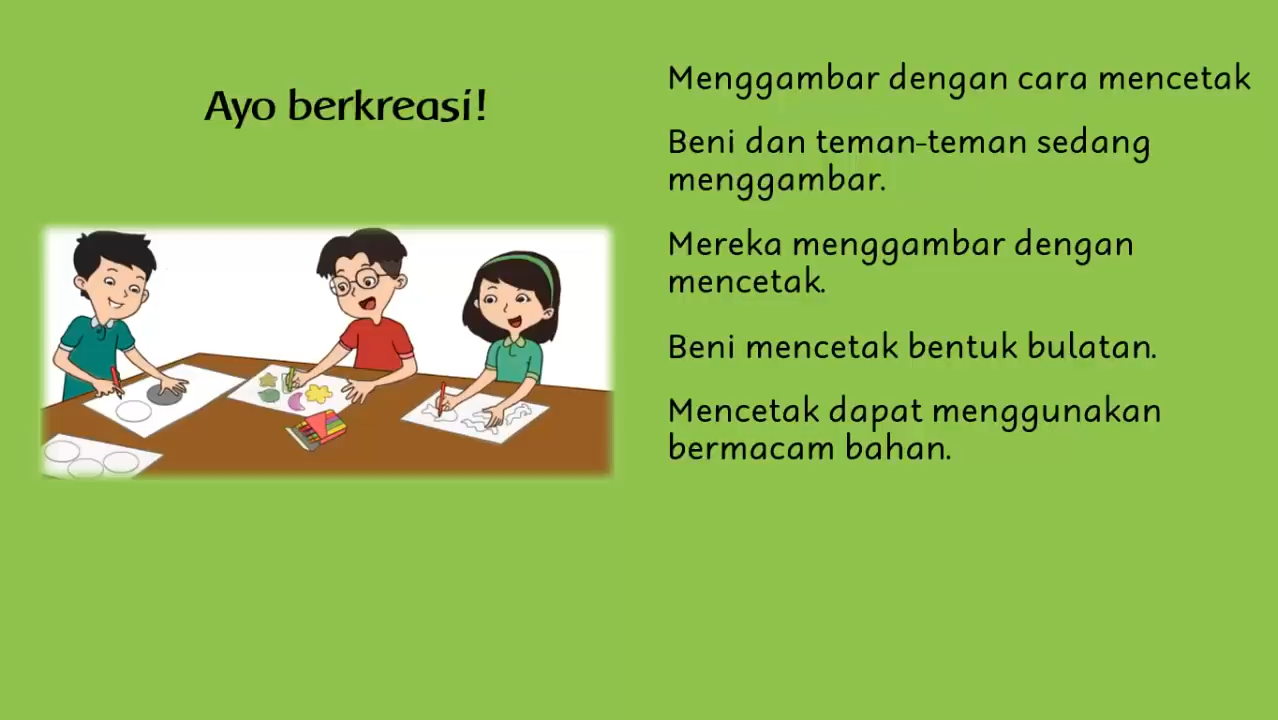 Ayo berkreasi!
Menggambar dengan cara mencetak
Beni dan teman-teman sedang
menggambar.
Mereka menggambar dengan
mencetak.
Beni mencetak bentuk bulatan.
Mencetak dapat menggunakan
bermacam bahan.